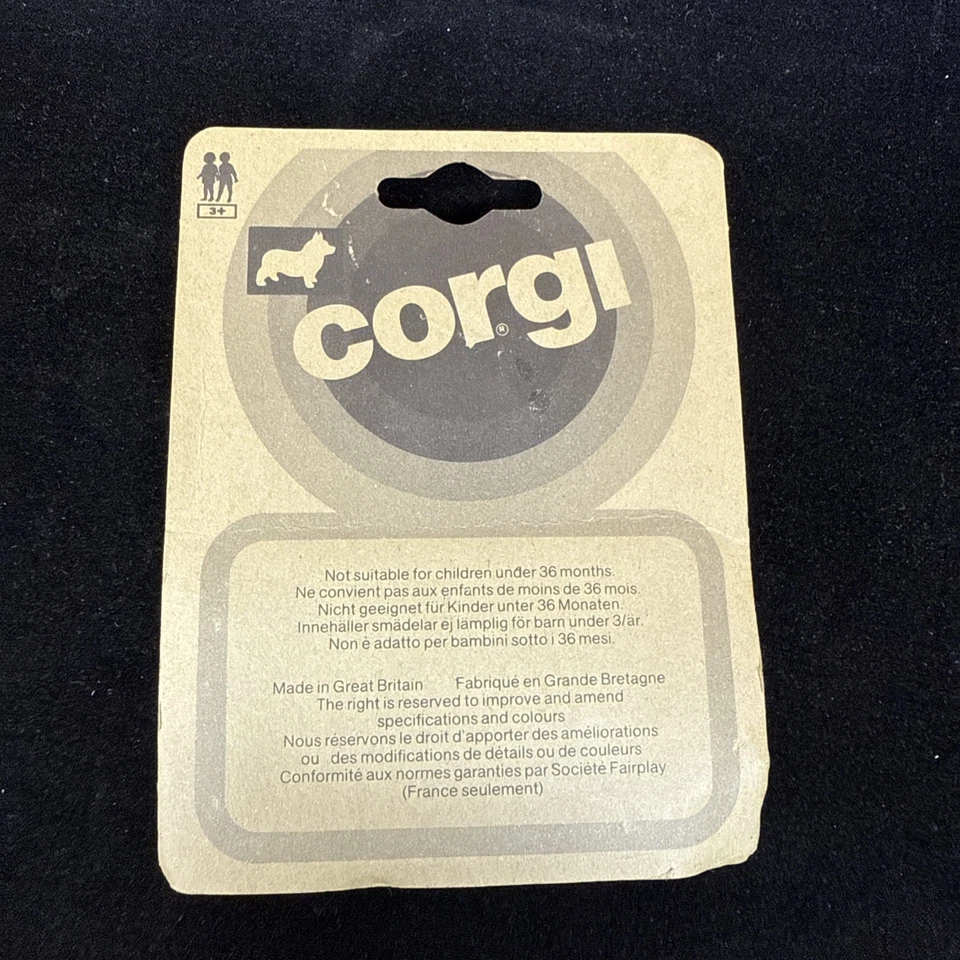 3+
corgi
®
Not suitable for children under 36 months.
Ne convient pas aux enfants de moins de 36 mois.
Nicht geeignet für Kinder unter 36 Monaten.
Innehäller smädelar ej lämplig för barn under 3/är.
Non è adatto per bambini sotto i 36 mesi.
Made in Great Britain Fabriqué en Grande Bretagne
The right is reserved to improve and amend
specifications and colours
Nous réservons le droit d'apporter des améliorations
ou des modifications de détails ou de couleurs
Conformité aux normes garanties par Société Fairplay
(France seulement)